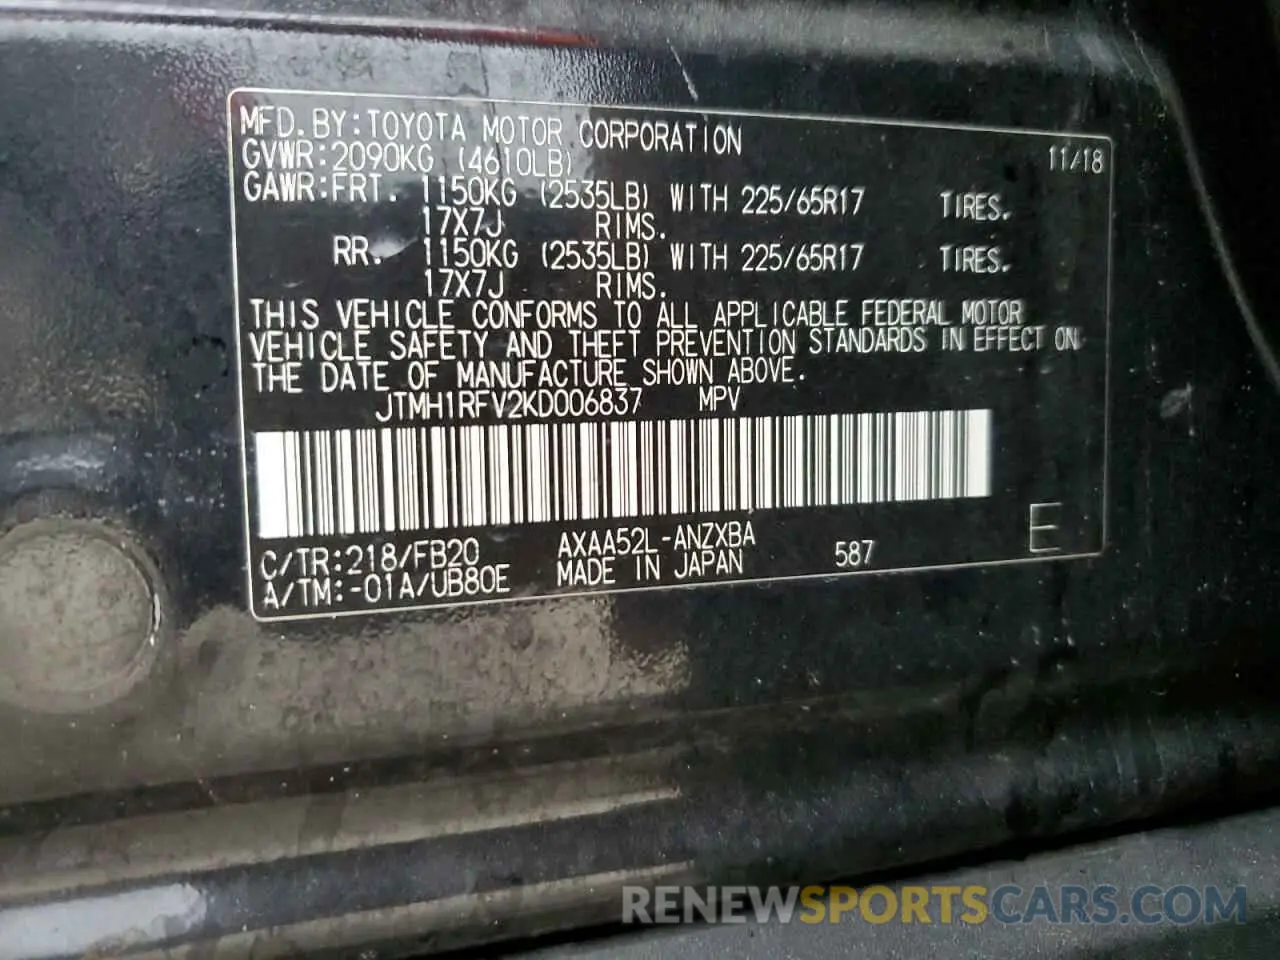 MFD. BY: TOYOTA MOTOR CORPORATION 11/18
GVWR: 2090KG (4610LB)
GAWR: FRT. 1150KG (2535LB) WITH 225/65R17 TIRES.
17X7J RIMS.
RR. 1150KG (2535LB) WITH 225/65R17 TIRES.
17X7J RIMS.
THIS VEHICLE CONFORMS TO ALL APPLICABLE FEDERAL MOTOR
VEHICLE SAFETY AND THEFT PREVENTION STANDARDS IN EFFECT ON
THE DATE OF MANUFACTURE SHOWN ABOVE.
JTMH1RFV2KD006837 MPV
C/TR: 218/FB20 AXAA52L-ANZXBA 587 E
A/TM: -01A/UB80E MADE IN JAPAN
RENEWSPORTSCARS.COM